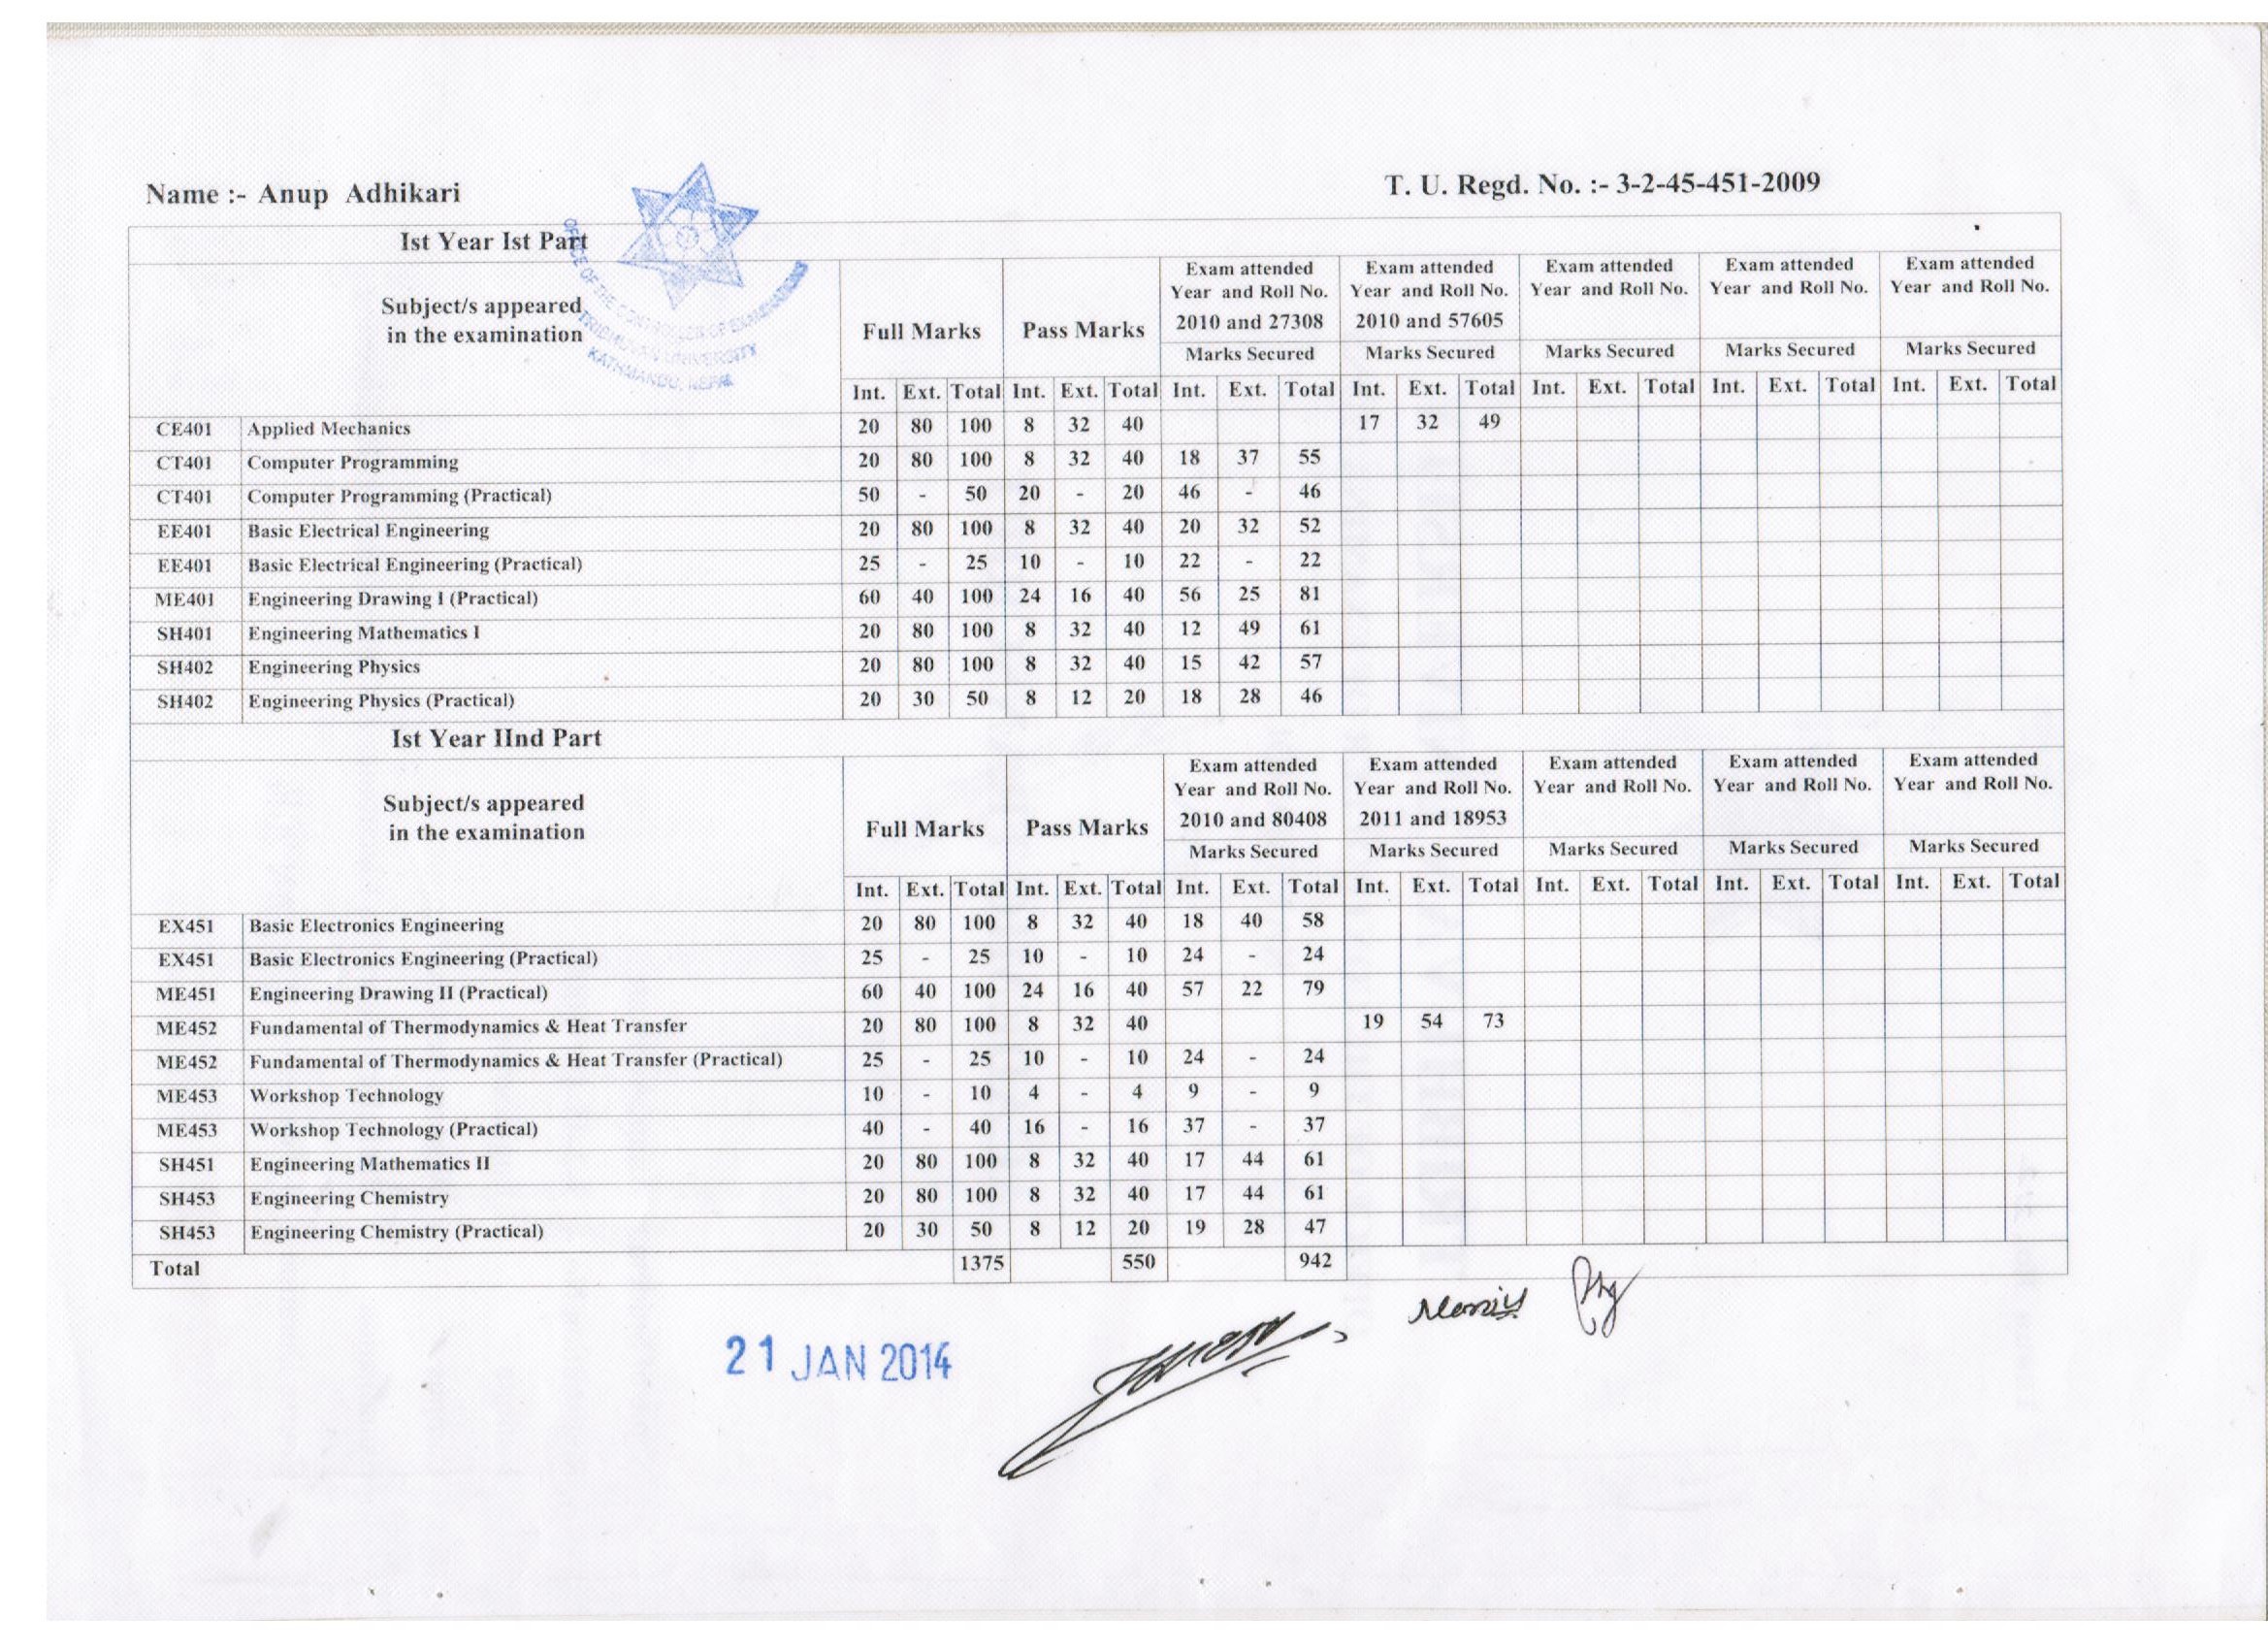 Name :- Anup Adhikari
T. U. Regd. No. :- 3-2-45-451-2009
OFFICE OF THE CONTROLLER OF EXAMINATIONS
TRIBHUVAN UNIVERSITY
KATHMANDU, NEPAL
Ist Year Ist Part
Subject/s appeared in the examination Full Marks Pass Marks
Exam attended Exam attended Exam attended Exam attended Exam attended
Year and Roll No. Year and Roll No. Year and Roll No. Year and Roll No. Year and Roll No.
2010 and 27308 2010 and 57605
Marks Secured Marks Secured Marks Secured Marks Secured Marks Secured
Int. Ext. Total Int. Ext. Total Int. Ext. Total Int. Ext. Total Int. Ext. Total Int. Ext. Total Int. Ext. Total
CE401 Applied Mechanics 20 80 100 8 32 40 17 32 49
CT401 Computer Programming 20 80 100 8 32 40 18 37 55
CT401 Computer Programming (Practical) 50 - 50 20 - 20 46 - 46
EE401 Basic Electrical Engineering 20 80 100 8 32 40 20 32 52
EE401 Basic Electrical Engineering (Practical) 25 - 25 10 - 10 22 - 22
ME401 Engineering Drawing I (Practical) 60 40 100 24 16 40 56 25 81
SH401 Engineering Mathematics I 20 80 100 8 32 40 12 49 61
SH402 Engineering Physics 20 80 100 8 32 40 15 42 57
SH402 Engineering Physics (Practical) 20 30 50 8 12 20 18 28 46
Ist Year IInd Part
Subject/s appeared in the examination Full Marks Pass Marks
Exam attended Exam attended Exam attended Exam attended Exam attended
Year and Roll No. Year and Roll No. Year and Roll No. Year and Roll No. Year and Roll No.
2010 and 80408 2011 and 18953
Marks Secured Marks Secured Marks Secured Marks Secured Marks Secured
Int. Ext. Total Int. Ext. Total Int. Ext. Total Int. Ext. Total Int. Ext. Total Int. Ext. Total Int. Ext. Total
EX451 Basic Electronics Engineering 20 80 100 8 32 40 18 40 58
EX451 Basic Electronics Engineering (Practical) 25 - 25 10 - 10 24 - 24
ME451 Engineering Drawing II (Practical) 60 40 100 24 16 40 57 22 79
ME452 Fundamental of Thermodynamics & Heat Transfer 20 80 100 8 32 40 19 54 73
ME452 Fundamental of Thermodynamics & Heat Transfer (Practical) 25 - 25 10 - 10 24 - 24
ME453 Workshop Technology 10 - 10 4 - 4 9 - 9
ME453 Workshop Technology (Practical) 40 - 40 16 - 16 37 - 37
SH451 Engineering Mathematics II 20 80 100 8 32 40 17 44 61
SH453 Engineering Chemistry 20 80 100 8 32 40 17 44 61
SH453 Engineering Chemistry (Practical) 20 30 50 8 12 20 19 28 47
Total 1375 550 942
21 JAN 2014